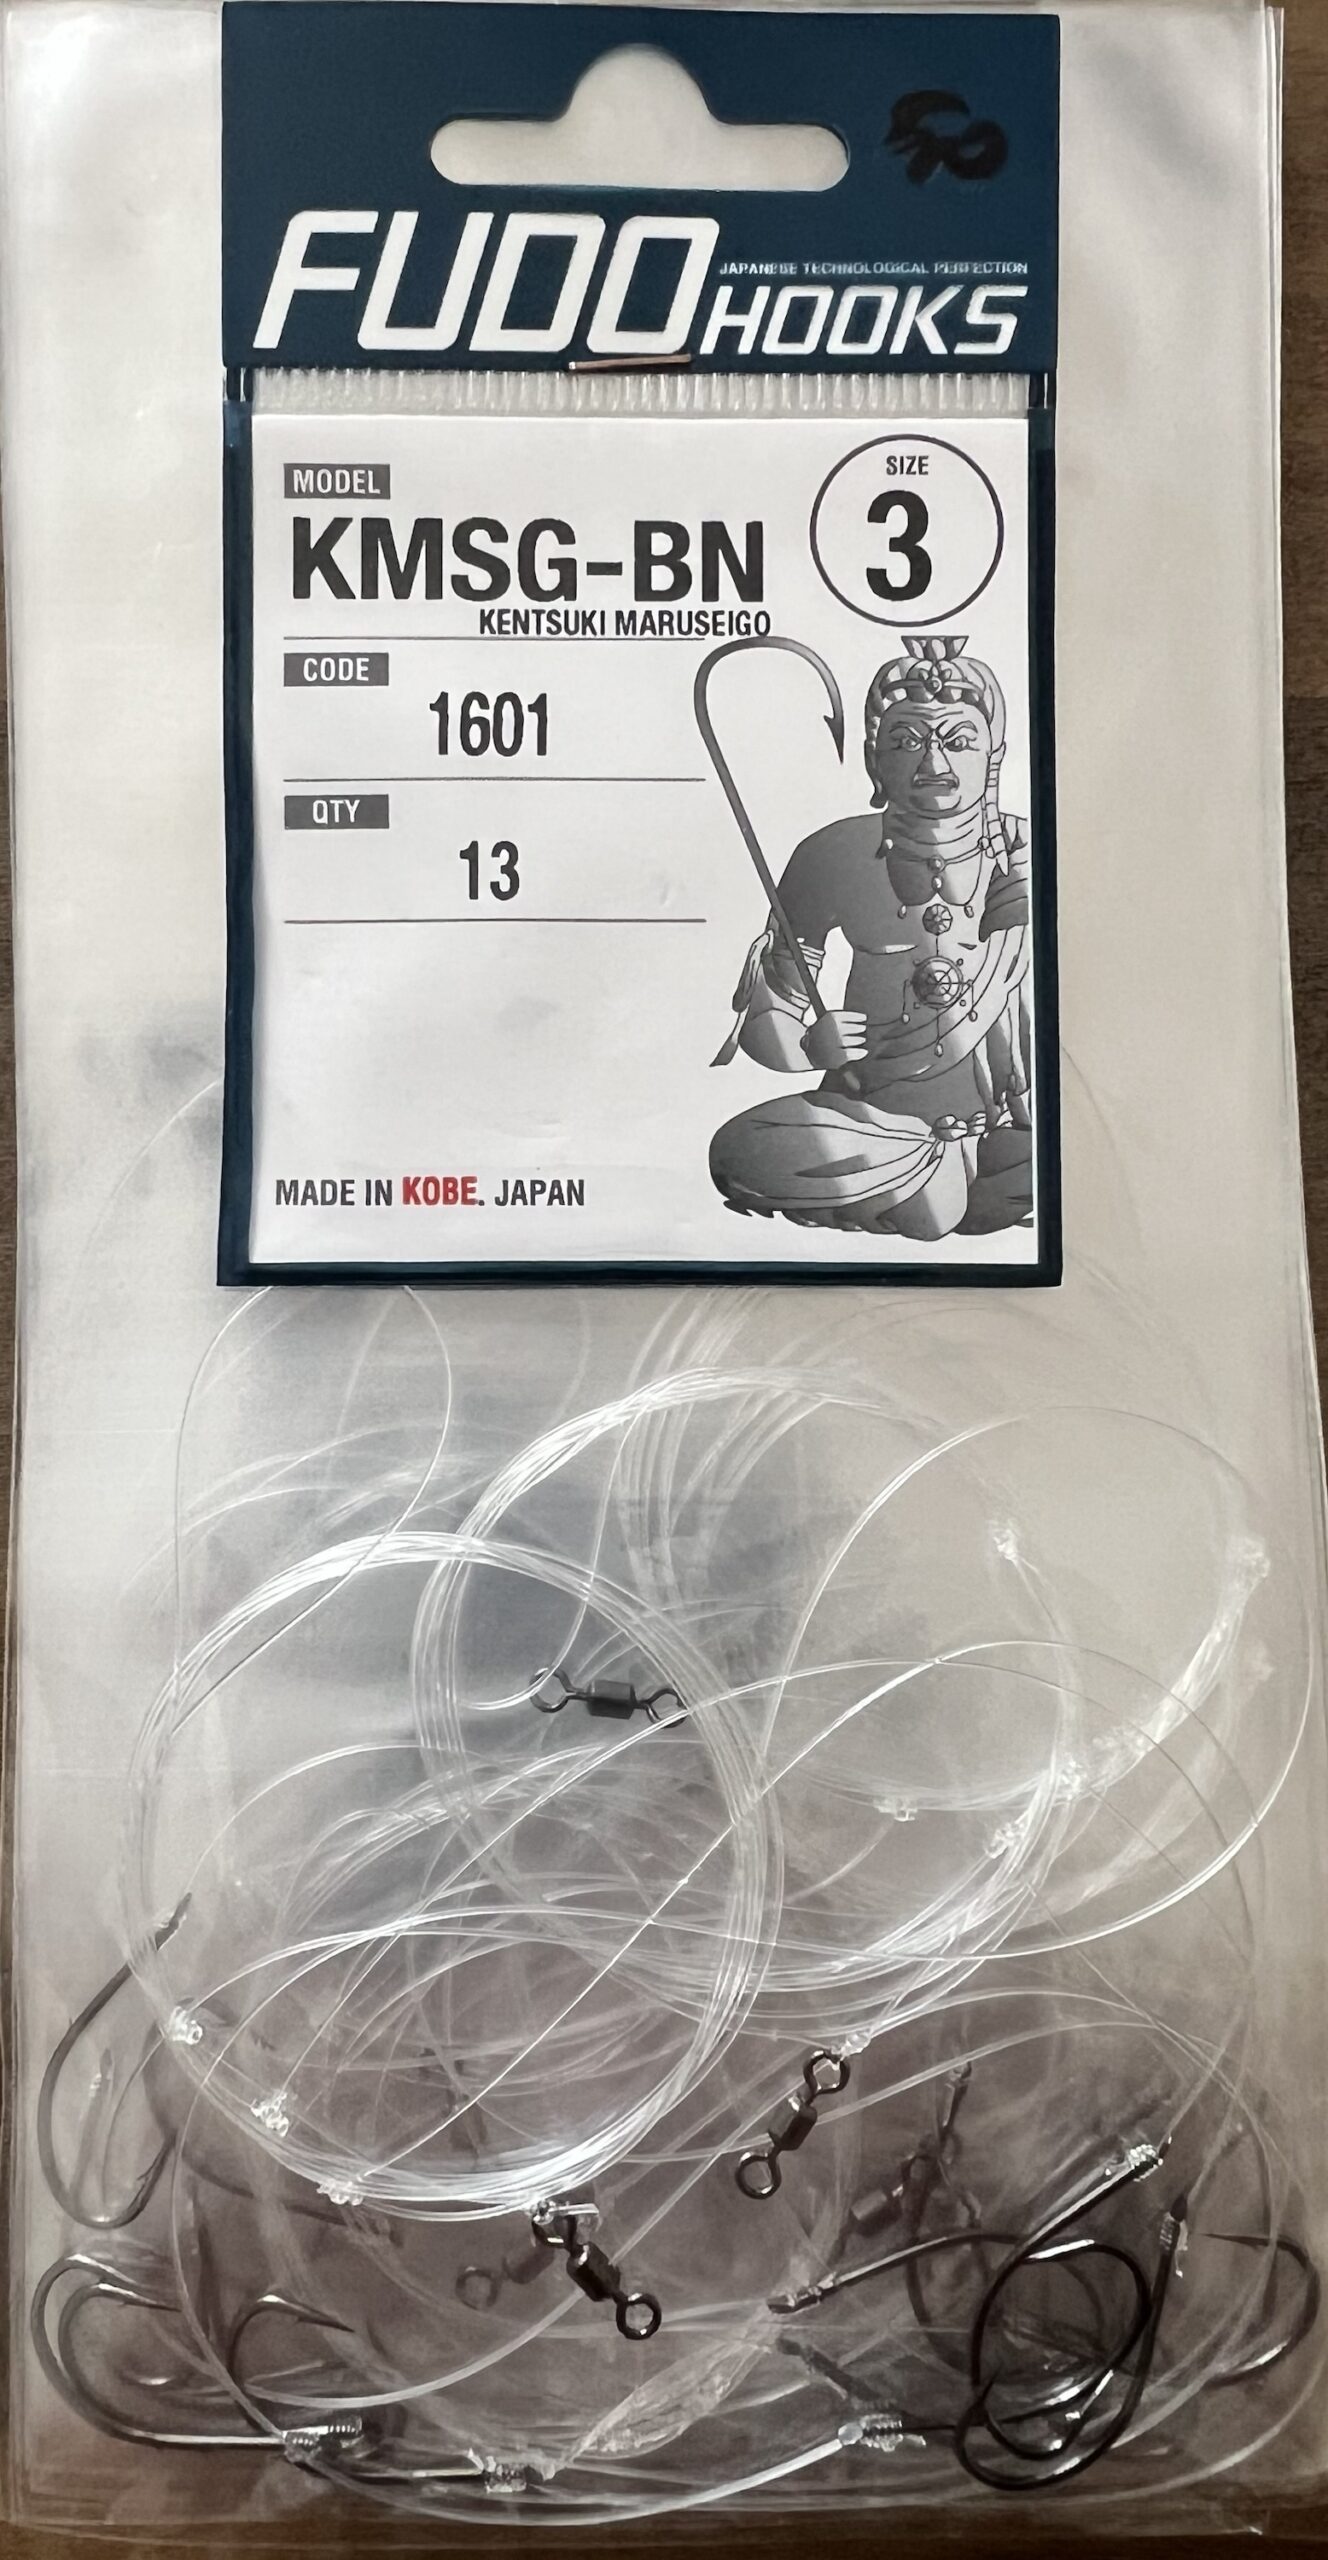 FUDO
JAPANESE TECHNOLOGICAL PERFECTION
HOOKS
MODEL
KMSG-BN
KENTSUKI MARUSEIGO
SIZE
3
CODE
1601
QTY
13
MADE IN KOBE. JAPAN